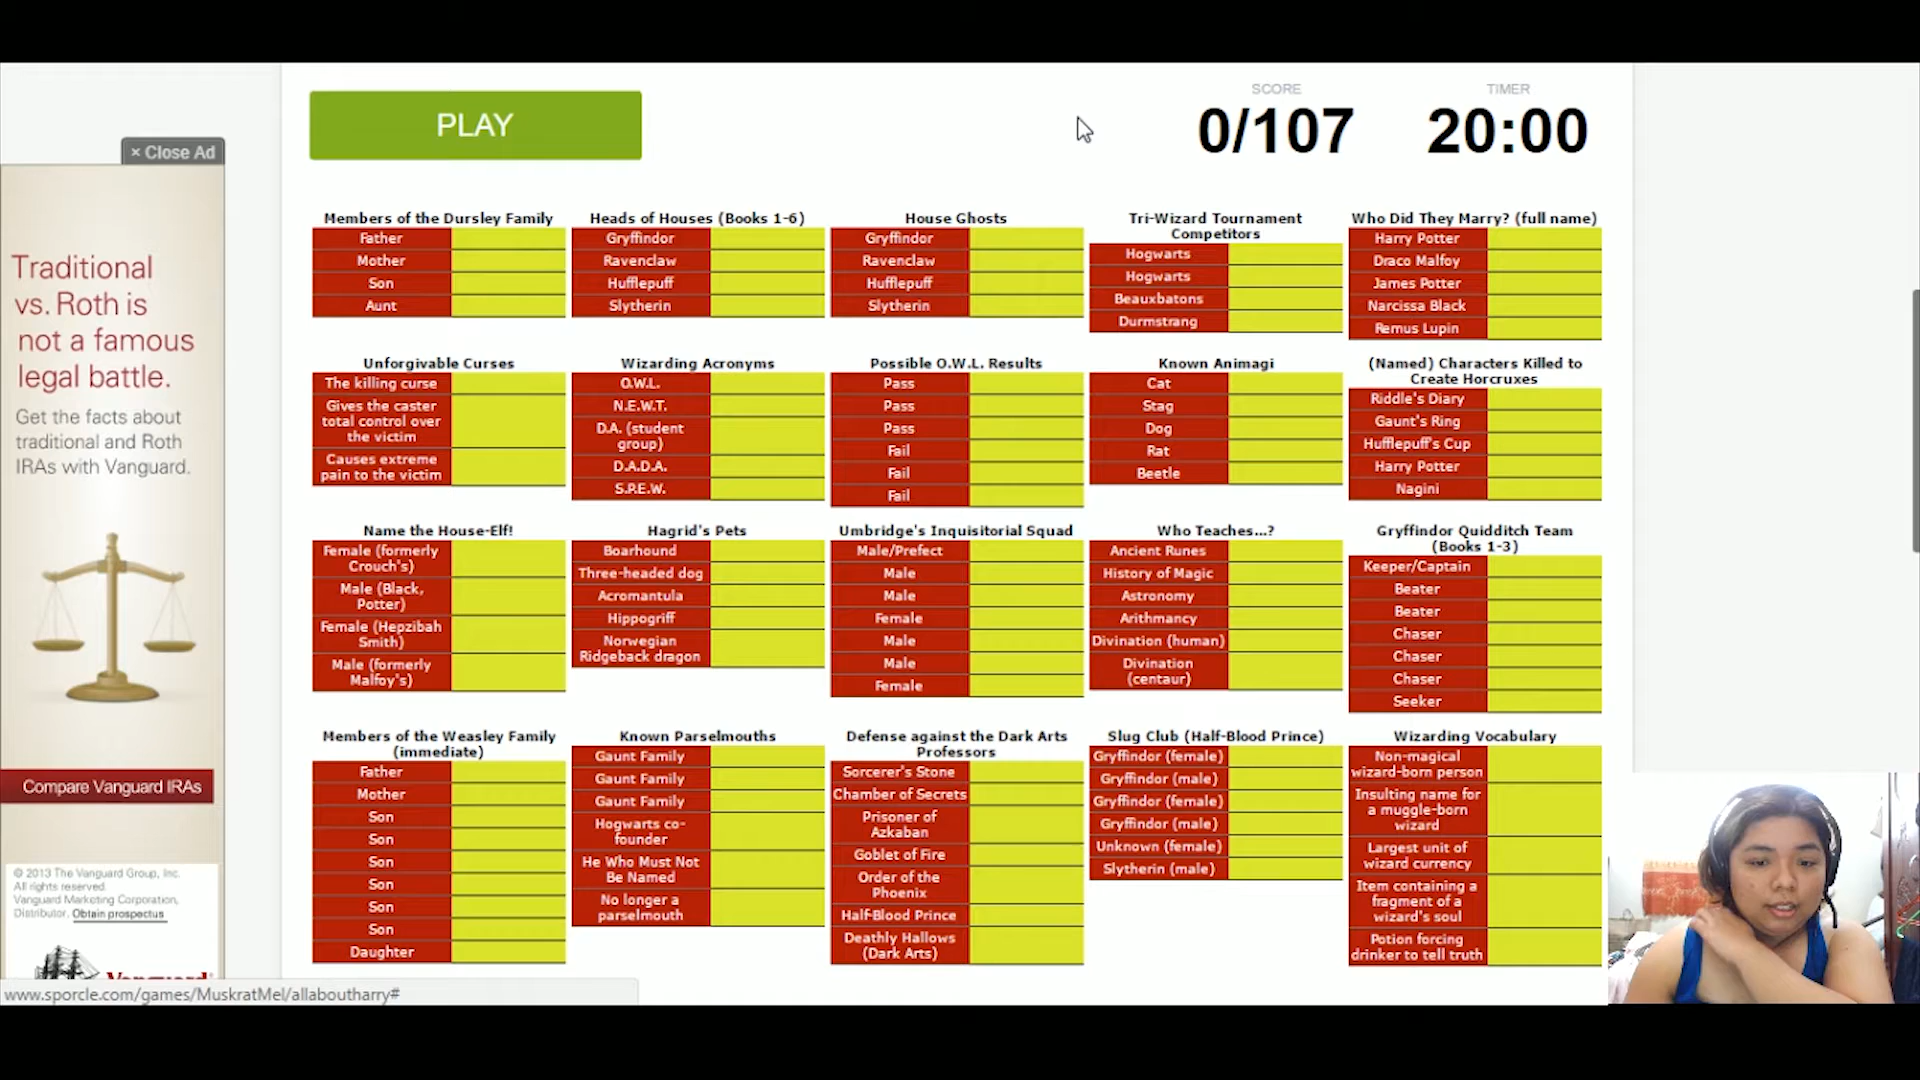 PLAY
SCORE
0/107
TIMER
20:00
× Close Ad
Traditional
vs. Roth is
not a famous
legal battle.
Get the facts about
traditional and Roth
IRAs with Vanguard.
Compare Vanguard IRAs
© 2013 The Vanguard Group, Inc.
All rights reserved.
Vanguard Marketing Corporation,
Distributor. Obtain prospectus
Vanguard
Members of the Dursley Family
Father
Mother
Son
Aunt
Heads of Houses (Books 1-6)
Gryffindor
Ravenclaw
Hufflepuff
Slytherin
House Ghosts
Gryffindor
Ravenclaw
Hufflepuff
Slytherin
Tri-Wizard Tournament
Competitors
Hogwarts
Hogwarts
Beauxbatons
Durmstrang
Who Did They Marry? (full name)
Harry Potter
Draco Malfoy
James Potter
Narcissa Black
Remus Lupin
Unforgivable Curses
The killing curse
Gives the caster
total control over
the victim
Causes extreme
pain to the victim
Wizarding Acronyms
O.W.L.
N.E.W.T.
D.A. (student
group)
D.A.D.A.
S.P.E.W.
Possible O.W.L. Results
Pass
Pass
Pass
Fail
Fail
Fail
Known Animagi
Cat
Stag
Dog
Rat
Beetle
(Named) Characters Killed to
Create Horcruxes
Riddle's Diary
Gaunt's Ring
Hufflepuff's Cup
Harry Potter
Nagini
Name the House-Elf!
Female (formerly
Crouch's)
Male (Black,
Potter)
Female (Hepzibah
Smith)
Male (formerly
Malfoy's)
Hagrid's Pets
Boarhound
Three-headed dog
Acromantula
Hippogriff
Norwegian
Ridgeback dragon
Umbridge's Inquisitorial Squad
Male/Prefect
Male
Male
Female
Male
Male
Female
Who Teaches...?
Ancient Runes
History of Magic
Astronomy
Arithmancy
Divination (human)
Divination
(centaur)
Gryffindor Quidditch Team
(Books 1-3)
Keeper/Captain
Beater
Beater
Chaser
Chaser
Chaser
Seeker
Members of the Weasley Family
(immediate)
Father
Mother
Son
Son
Son
Son
Son
Son
Daughter
Known Parselmouths
Gaunt Family
Gaunt Family
Gaunt Family
Hogwarts co-
founder
He Who Must Not
Be Named
No longer a
parselmouth
Defense against the Dark Arts
Professors
Sorcerer's Stone
Chamber of Secrets
Prisoner of
Azkaban
Goblet of Fire
Order of the
Phoenix
Half-Blood Prince
Deathly Hallows
(Dark Arts)
Slug Club (Half-Blood Prince)
Gryffindor (female)
Gryffindor (male)
Gryffindor (female)
Gryffindor (male)
Unknown (female)
Slytherin (male)
Wizarding Vocabulary
Non-magical
wizard-born person
Insulting name for
a muggle-born
wizard
Largest unit of
wizard currency
Item containing a
fragment of a
wizard's soul
Potion forcing
drinker to tell truth
www.sporcle.com/games/MuskratMel/allaboutharry#